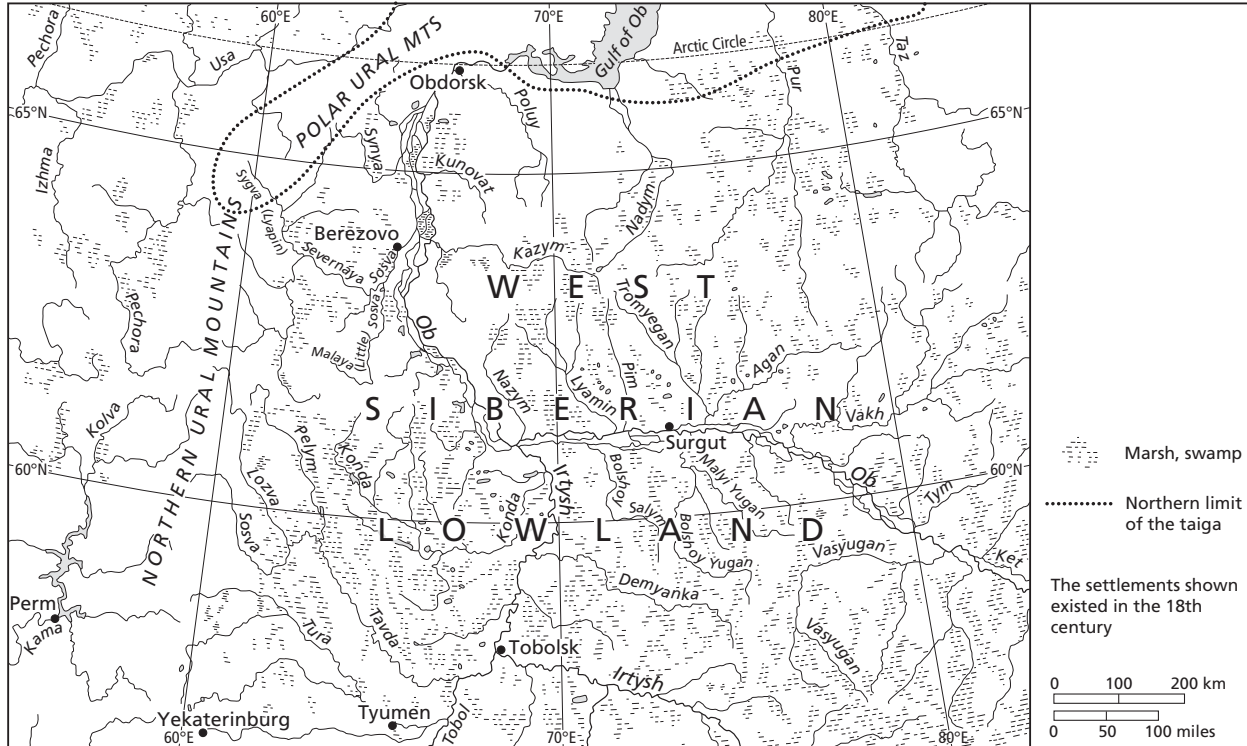 60°E
70°E
80°E
Pechora
Usa
POLAR URAL MTS
Gulf of Ob
Arctic Circle
Taz
Pur
Obdorsk
Poluy
65°N
65°N
Izhma
Synya
Kunovat
Sygva
(Lyapin)
Nadym
Berezovo
Severnaya Sosva
Kazym
WEST
Pechora
Malaya (Little) Sosva
Ob
Tromyegan
Agan
Nazym
Lyamin
Pim
SIBERIAN
Vakh
Kolva
Surgut
NORTHERN URAL MOUNTAINS
60°N
60°N
Lozva
Pelym
Konda
Irtysh
Bolshoy Salym
Malyi Yugan
Ob
Tym
Sosva
Konda
LOWLAND
Bolshoy Yugan
Vasyugan
Ket
Demyanka
Perm
Kama
Tura
Tavda
Vasyugan
Tobolsk
Irtysh
Yekaterinburg
Tyumen
Tobol
60°E
70°E
80°E
Marsh, swamp
Northern limit
of the taiga
The settlements shown
existed in the 18th
century
0 100 200 km
0 50 100 miles